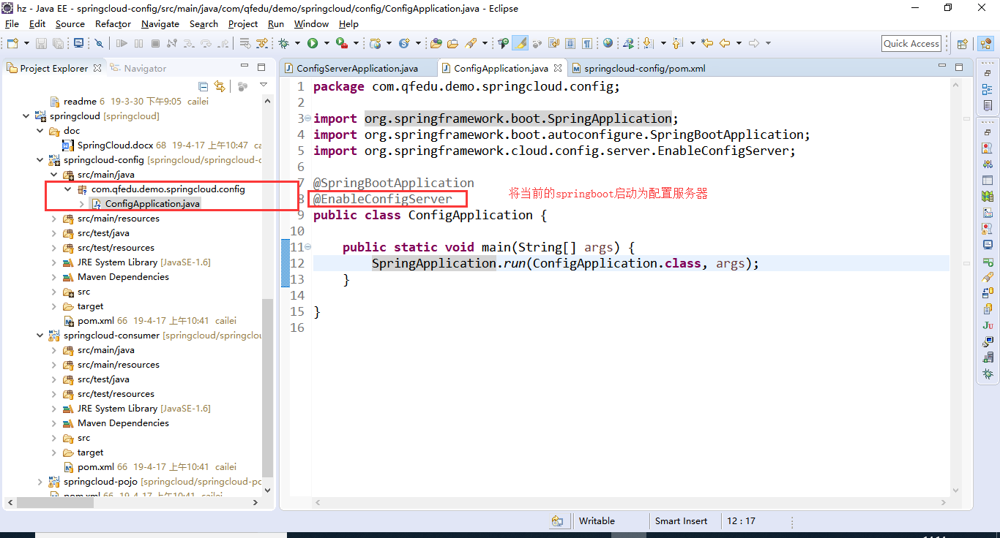 hz - Java EE - springcloud-config/src/main/java/com/qfedu/demo/springcloud/config/ConfigApplication.java - Eclipse
File Edit Source Refactor Navigate Search Project Run Window Help
Quick Access
Project Explorer Navigator
readme 6 19-3-30 下午9:05 cailei
springcloud [springcloud]
doc
SpringCloud.docx 68 19-4-17 上午10:47 ca
springcloud-config [springcloud/springcloud-c
src/main/java
com.qfedu.demo.springcloud.config
ConfigApplication.java
src/main/resources
src/test/java
src/test/resources
JRE System Library [JavaSE-1.6]
Maven Dependencies
src
target
pom.xml 66 19-4-17 上午10:41 cailei
springcloud-consumer [springcloud/springclou
src/main/java
src/main/resources
src/test/java
src/test/resources
JRE System Library [JavaSE-1.6]
Maven Dependencies
src
target
pom.xml 66 19-4-17 上午10:41 cailei
springcloud-pojo [springcloud/springcloud-po
pom.xml 66 19-4-17 上午10:41 cailei
ConfigServerApplication.java ConfigApplication.java springcloud-config/pom.xml
1 package com.qfedu.demo.springcloud.config;
2
3 import org.springframework.boot.SpringApplication;
4 import org.springframework.boot.autoconfigure.SpringBootApplication;
5 import org.springframework.cloud.config.server.EnableConfigServer;
6
7 @SpringBootApplication
8 @EnableConfigServer 将当前的springboot启动为配置服务器
9 public class ConfigApplication {
10
11 public static void main(String[] args) {
12 SpringApplication.run(ConfigApplication.class, args);
13 }
14
15 }
16
Writable Smart Insert 12 : 17